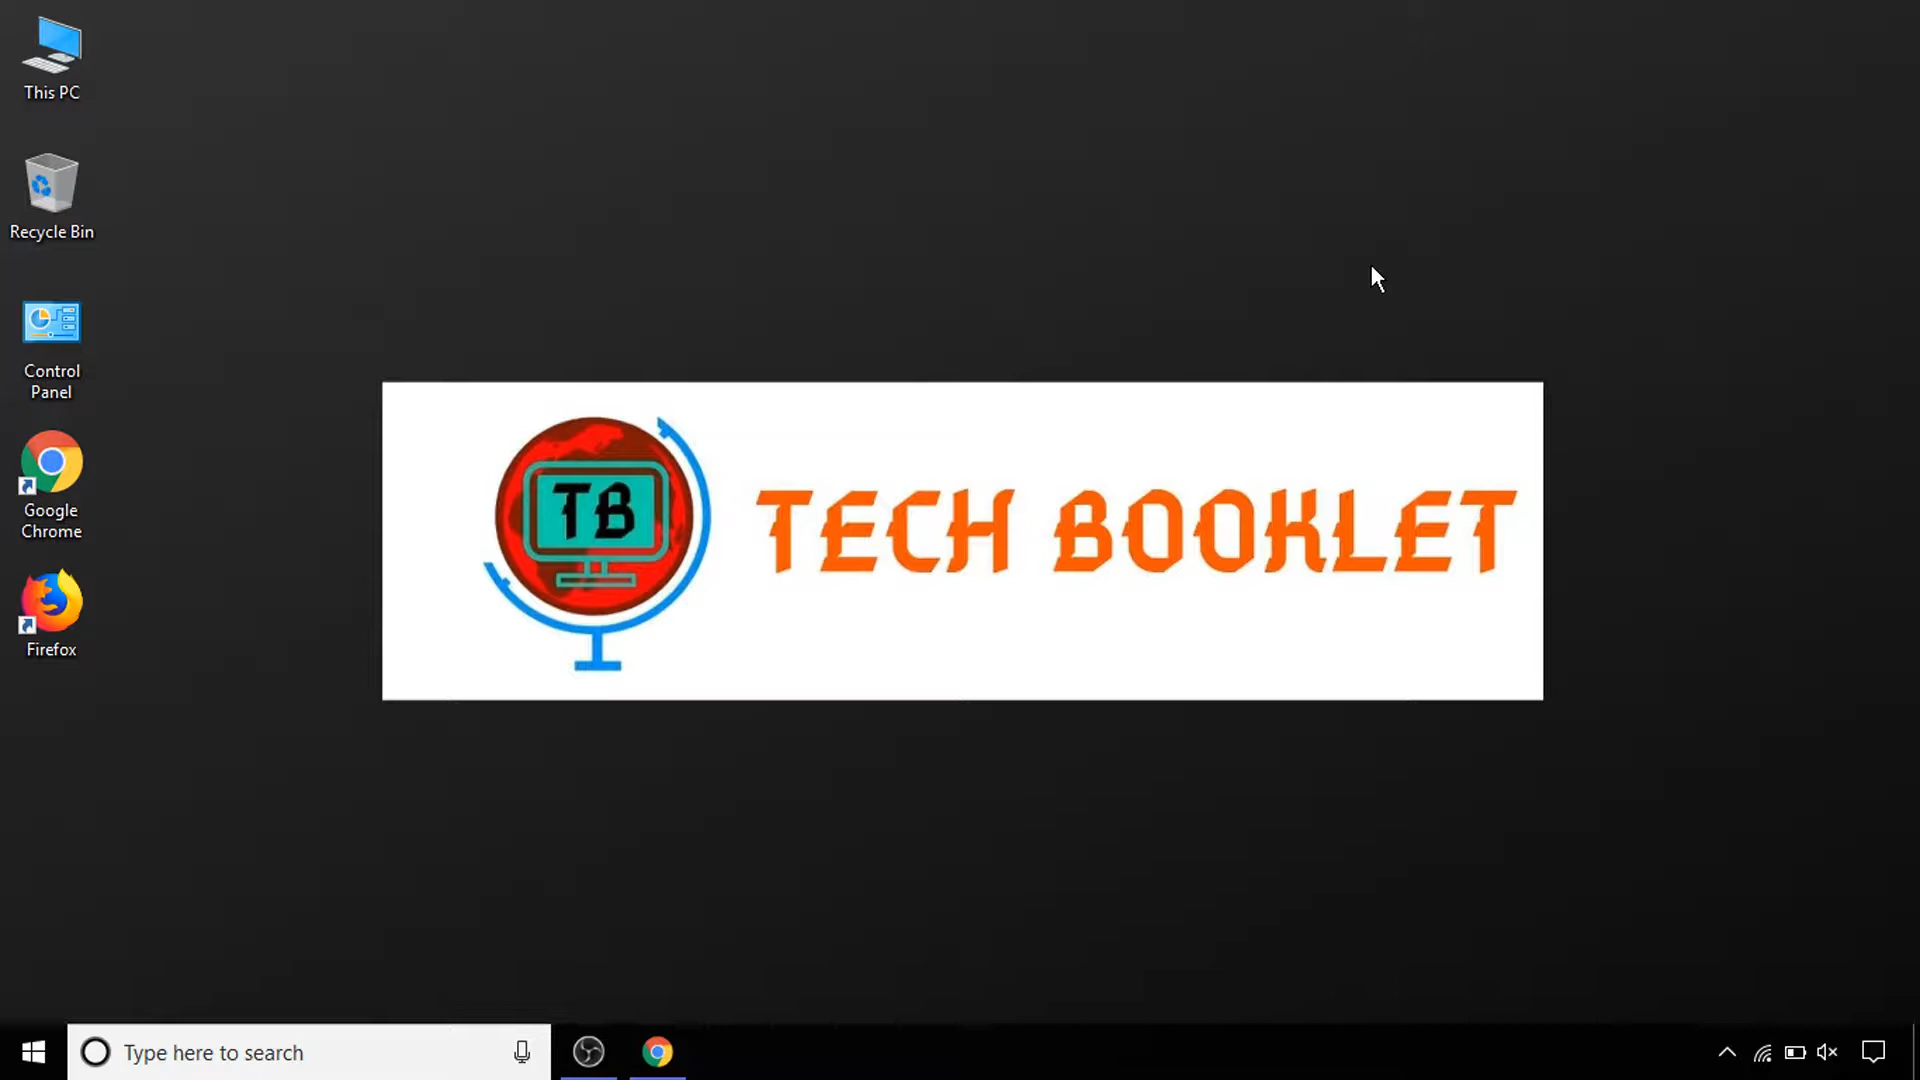 This PC
Recycle Bin
Control
Panel
Google
Chrome
Firefox
TB
TECH BOOKLET
Type here to search